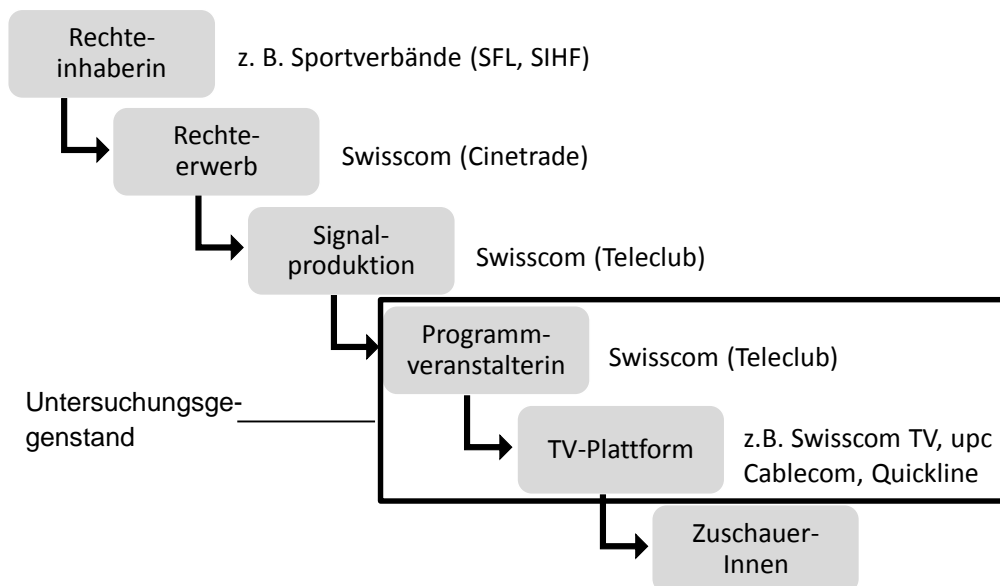 Rechte-
inhaberin
z. B. Sportverbände (SFL, SIHF)
Rechte-
erwerb
Swisscom (Cinetrade)
Signal-
produktion
Swisscom (Teleclub)
Programm-
veranstalterin
Swisscom (Teleclub)
Untersuchungsge-
genstand
TV-Plattform
z.B. Swisscom TV, upc
Cablecom, Quickline
Zuschauer-
Innen